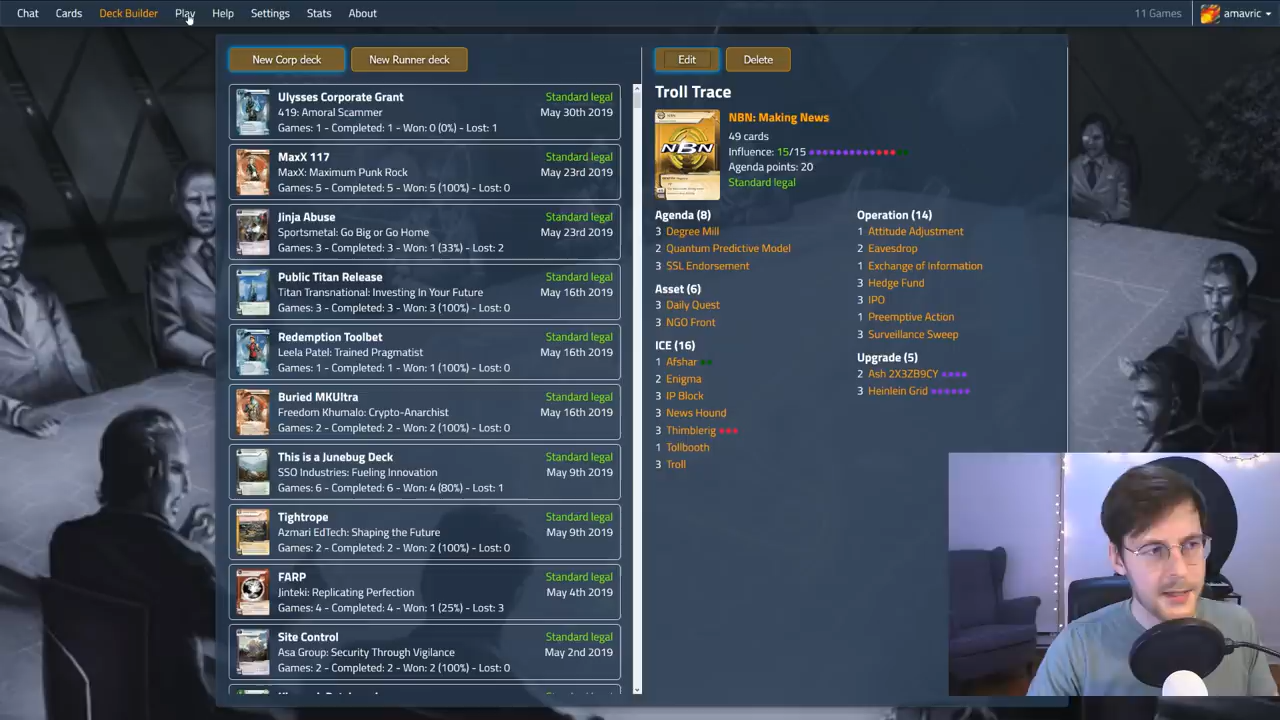 Chat Cards Deck Builder Play Help Settings Stats About 11 Games amavric
New Corp deck New Runner deck
Ulysses Corporate Grant Standard legal
419: Amoral Scammer May 30th 2019
Games: 1 - Completed: 1 - Won: 0 (0%) - Lost: 1
MaxX 117 Standard legal
MaxX: Maximum Punk Rock May 23rd 2019
Games: 5 - Completed: 5 - Won: 5 (100%) - Lost: 0
Jinja Abuse Standard legal
Sportsmetal: Go Big or Go Home May 23rd 2019
Games: 3 - Completed: 3 - Won: 1 (33%) - Lost: 2
Public Titan Release Standard legal
Titan Transnational: Investing In Your Future May 16th 2019
Games: 3 - Completed: 3 - Won: 3 (100%) - Lost: 0
Redemption Toolbet Standard legal
Leela Patel: Trained Pragmatist May 16th 2019
Games: 1 - Completed: 1 - Won: 1 (100%) - Lost: 0
Buried MKUltra Standard legal
Freedom Khumalo: Crypto-Anarchist May 16th 2019
Games: 2 - Completed: 2 - Won: 2 (100%) - Lost: 0
This is a Junebug Deck Standard legal
SSO Industries: Fueling Innovation May 9th 2019
Games: 6 - Completed: 6 - Won: 4 (80%) - Lost: 1
Tightrope Standard legal
Azmari EdTech: Shaping the Future May 9th 2019
Games: 2 - Completed: 2 - Won: 2 (100%) - Lost: 0
FARP Standard legal
Jinteki: Replicating Perfection May 4th 2019
Games: 4 - Completed: 4 - Won: 1 (25%) - Lost: 3
Site Control Standard legal
Asa Group: Security Through Vigilance May 2nd 2019
Games: 2 - Completed: 2 - Won: 2 (100%) - Lost: 0
Edit Delete
Troll Trace
NBN
NBN: Making News
49 cards
Influence: 15/15
Agenda points: 20
Standard legal
Agenda (8)
3 Degree Mill
2 Quantum Predictive Model
3 SSL Endorsement
Asset (6)
3 Daily Quest
3 NGO Front
ICE (16)
1 Afshar
2 Enigma
3 IP Block
3 News Hound
3 Thimblerig
1 Tollbooth
3 Troll
Operation (14)
1 Attitude Adjustment
2 Eavesdrop
1 Exchange of Information
3 Hedge Fund
3 IPO
1 Preemptive Action
3 Surveillance Sweep
Upgrade (5)
2 Ash 2X3ZB9CY
3 Heinlein Grid